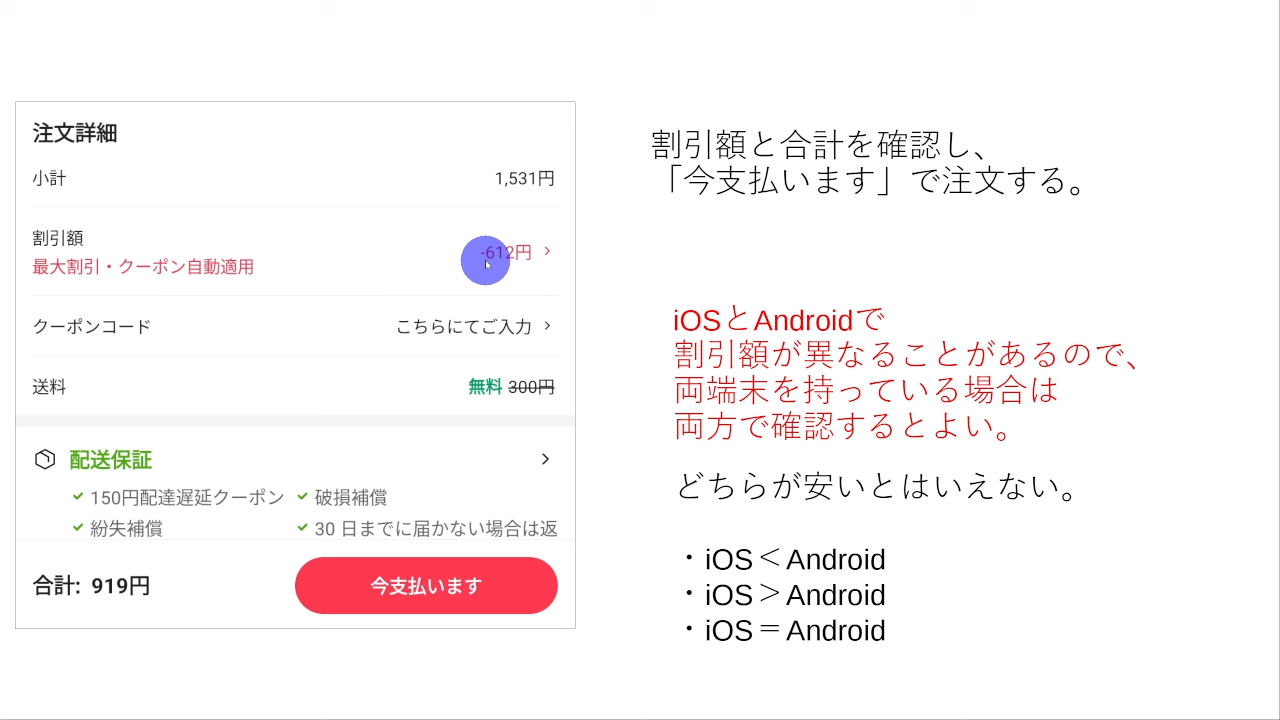 注文詳細
小計 1,531円
割引額
最大割引・クーポン自動適用
-612円
クーポンコード こちらにてご入力
送料 無料 300円
配送保証
150円配達遅延クーポン 破損補償
紛失補償 30 日までに届かない場合は返
合計: 919円 今支払います
割引額と合計を確認し、
「今支払います」で注文する。
iOSとAndroidで
割引額が異なることがあるので、
両端末を持っている場合は
両方で確認するとよい。
どちらが安いとはいえない。
・iOS＜Android
・iOS＞Android
・iOS＝Android